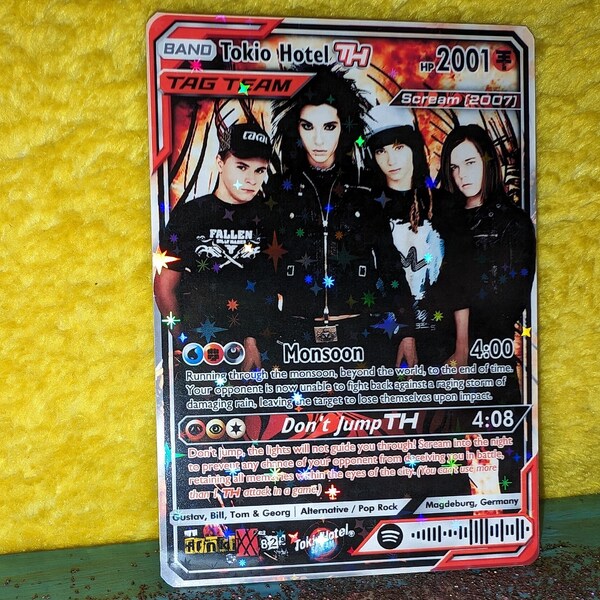 BAND Tokio Hotel TH HP 2001
TAG TEAM
Scream (2007)
FALLEN
Monsoon 4:00
Running through the monsoon, beyond the world, to the end of time.
Your opponent is now unable to fight back against a raging storm of
damaging rain, leaving the target to lose themselves upon impact.
Don't Jump TH 4:08
Don't jump, the lights will not guide you through! Scream into the night
to prevent any chance of your opponent from deceiving you in battle,
retaining all memories within the eyes of the city. (You can't use more
than 1 TH attack in a game.)
Gustav, Bill, Tom & Georg | Alternative / Pop Rock Magdeburg, Germany
Tokio Hotel